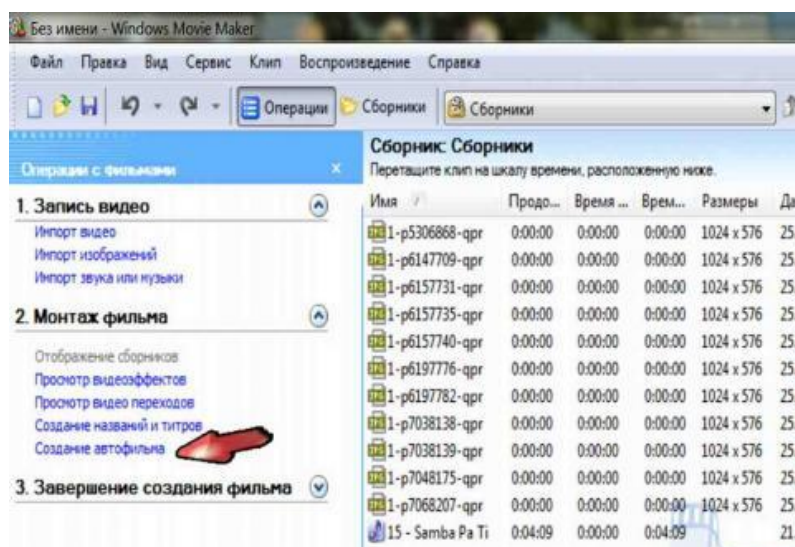 Без имени - Windows Movie Maker
Файл Правка Вид Сервис Клип Воспроизведение Справка
Операции Сборники Сборники
Операции с фильмами x
1. Запись видео
Импорт видео
Импорт изображений
Импорт звука или музыки
2. Монтаж фильма
Отображение сборников
Просмотр видеоэффектов
Просмотр видео переходов
Создание названий и титров
Создание автофильма
3. Завершение создания фильма
Сборник: Сборники
Перетащите клип на шкалу времени, расположенную ниже.
Имя / Продо... Время ... Врем... Размеры Да
1-p5306868-qpr 0:00:00 0:00:00 0:00:00 1024 x 576 25
1-p6147709-qpr 0:00:00 0:00:00 0:00:00 1024 x 576 25
1-p6157731-qpr 0:00:00 0:00:00 0:00:00 1024 x 576 25
1-p6157735-qpr 0:00:00 0:00:00 0:00:00 1024 x 576 25
1-p6157740-qpr 0:00:00 0:00:00 0:00:00 1024 x 576 25
1-p6197776-qpr 0:00:00 0:00:00 0:00:00 1024 x 576 25
1-p6197782-qpr 0:00:00 0:00:00 0:00:00 1024 x 576 25
1-p7038138-qpr 0:00:00 0:00:00 0:00:00 1024 x 576 25
1-p7038139-qpr 0:00:00 0:00:00 0:00:00 1024 x 576 25
1-p7048175-qpr 0:00:00 0:00:00 0:00:00 1024 x 576 25
1-p7068207-qpr 0:00:00 0:00:00 0:00:00 1024 x 576 25
15 - Samba Pa Ti 0:04:09 0:00:00 0:04:09 21